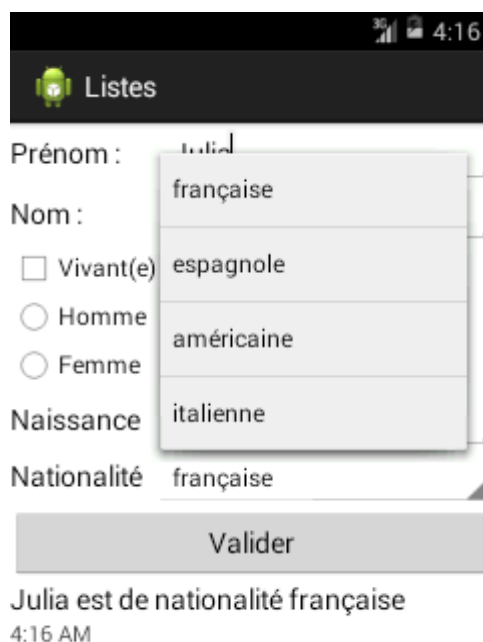 3G 4:16
Listes
Prénom : Julia
française
Nom :
Vivant(e) espagnole
Homme
américaine
Femme
Naissance italienne
Nationalité française
Valider
Julia est de nationalité française
4:16 AM